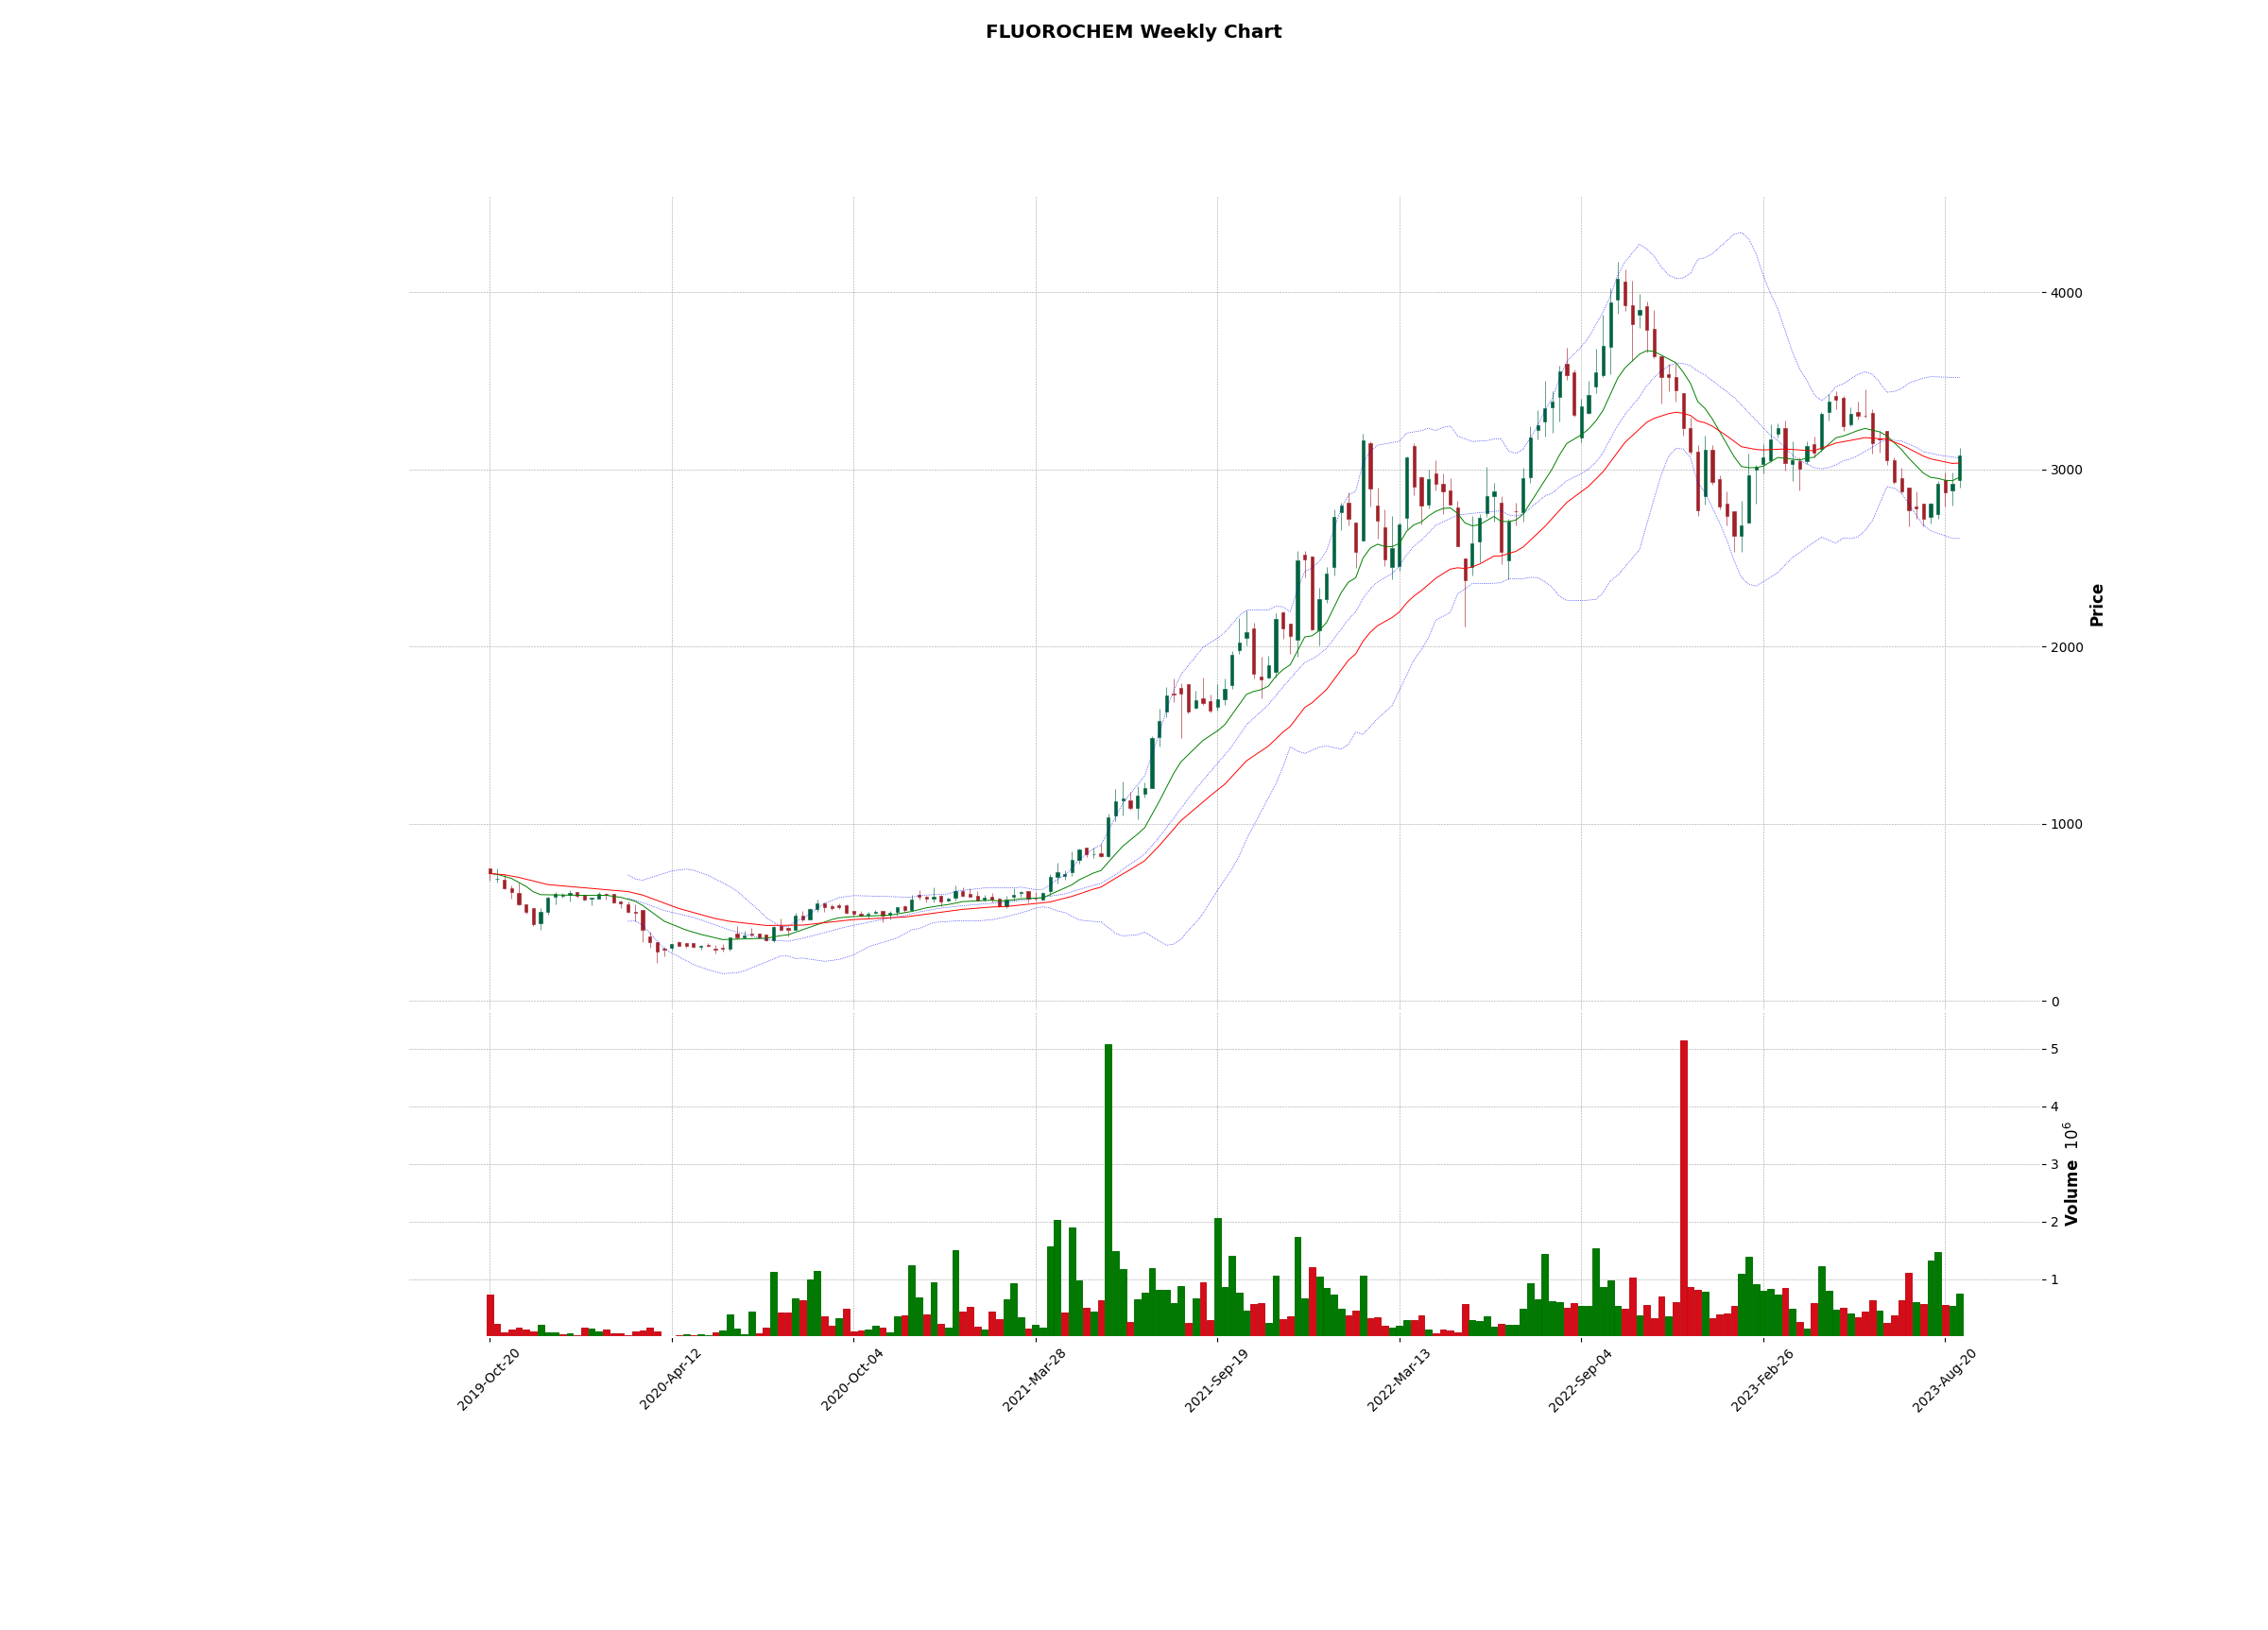 FLUOROCHEM Weekly Chart
4000
3000
2000
1000
0
Price
5
4
3
2
1
Volume 10^6
2019-Oct-20
2020-Apr-12
2020-Oct-04
2021-Mar-28
2021-Sep-19
2022-Mar-13
2022-Sep-04
2023-Feb-26
2023-Aug-20